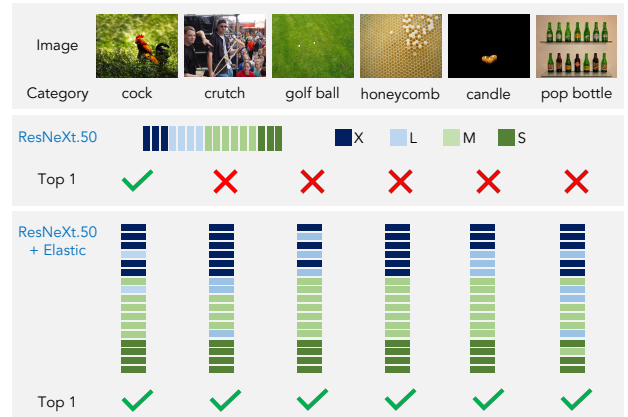 Image
Category cock crutch golf ball honeycomb candle pop bottle
ResNeXt.50 X L M S
Top 1
ResNeXt.50
+ Elastic
Top 1